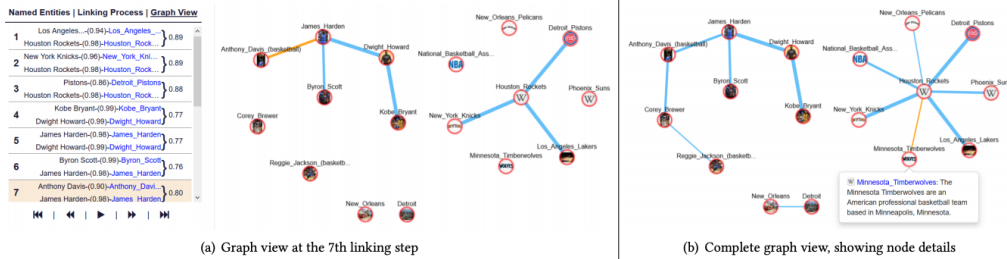 Named Entities | Linking Process | Graph View
1 Los Angeles...-(0.94)-Los_Angeles_...
Houston Rockets-(0.98)-Houston_Rock... 0.89
2 New York Knicks-(0.96)-New_York_Kni...
Houston Rockets-(0.98)-Houston_Rock... 0.89
3 Pistons-(0.86)-Detroit_Pistons
Houston Rockets-(0.98)-Houston_Rock... 0.88
4 Kobe Bryant-(0.99)-Kobe_Bryant
Dwight Howard-(0.99)-Dwight_Howard 0.77
5 James Harden-(0.98)-James_Harden
Dwight Howard-(0.99)-Dwight_Howard 0.77
6 Byron Scott-(0.99)-Byron_Scott
James Harden-(0.98)-James_Harden 0.76
7 Anthony Davis-(0.90)-Anthony_Davi...
James Harden-(0.98)-James_Harden 0.80
James_Harden
Anthony_Davis_(basketball)
Dwight_Howard
Byron_Scott
Kobe_Bryant
Corey_Brewer
Reggie_Jackson_(basketb...
New_Orleans
Detroit
New_Orleans_Pelicans
Detroit_Pistons
National_Basketball_Ass...
NBA
Houston_Rockets
W
Phoenix_Suns
W
New_York_Knicks
Minnesota_Timberwolves
Los_Angeles_Lakers
(a) Graph view at the 7th linking step
James_Harden
Anthony_Davis_(basketball)
Dwight_Howard
Byron_Scott
Kobe_Bryant
Corey_Brewer
Reggie_Jackson_(basketb...
New_Orleans
Detroit
New_Orleans_Pelicans
Detroit_Pistons
National_Basketball_Ass...
NBA
Houston_Rockets
W
Phoenix_Suns
W
New_York_Knicks
Los_Angeles_Lakers
Minnesota_Timberwolves
W Minnesota_Timberwolves: The
Minnesota Timberwolves are an
American professional basketball team
based in Minneapolis, Minnesota.
(b) Complete graph view, showing node details